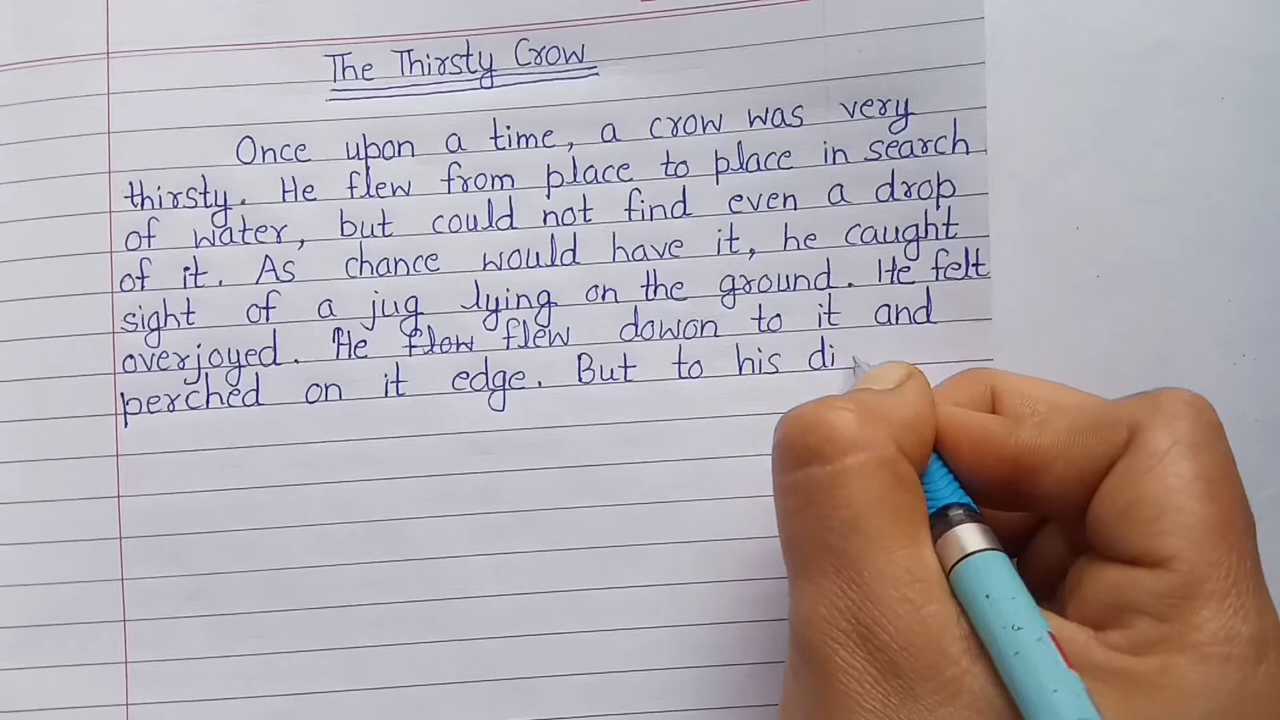 The Thirsty Crow
Once upon a time, a crow was very
thirsty. He flew from place to place in search
of water, but could not find even a drop
of it. As chance would have it, he caught
sight of a jug lying on the ground. He felt
overjoyed. He flow flew dowon to it and
perched on it edge. But to his di